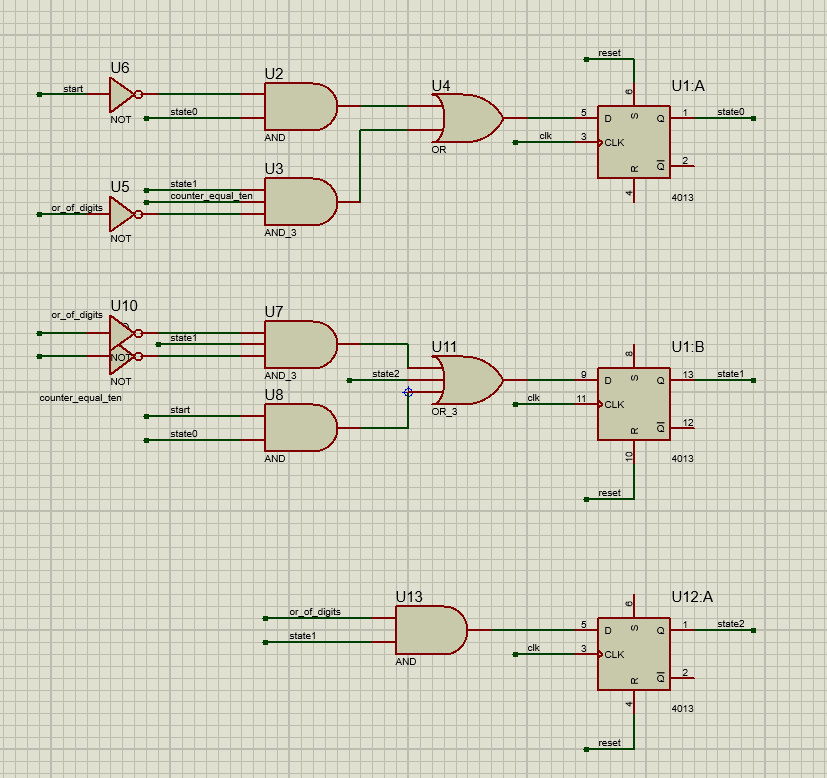 reset
U6
U2
U4
U1:A
start
NOT
state0
AND
OR
6
S
5
D
Q
1
state0
clk
3
CLK
QI
2
R
4
4013
U3
U5
state1
counter_equal_ten
or_of_digits
NOT
AND_3
U10
U7
or_of_digits
state1
NOT
NOT
AND_3
counter_equal_ten
U11
state2
OR_3
U8
start
state0
AND
U1:B
8
S
9
D
Q
13
state1
clk
11
CLK
QI
12
R
10
4013
reset
U13
or_of_digits
state1
AND
U12:A
6
S
5
D
Q
1
state2
clk
3
CLK
QI
2
R
4
4013
reset